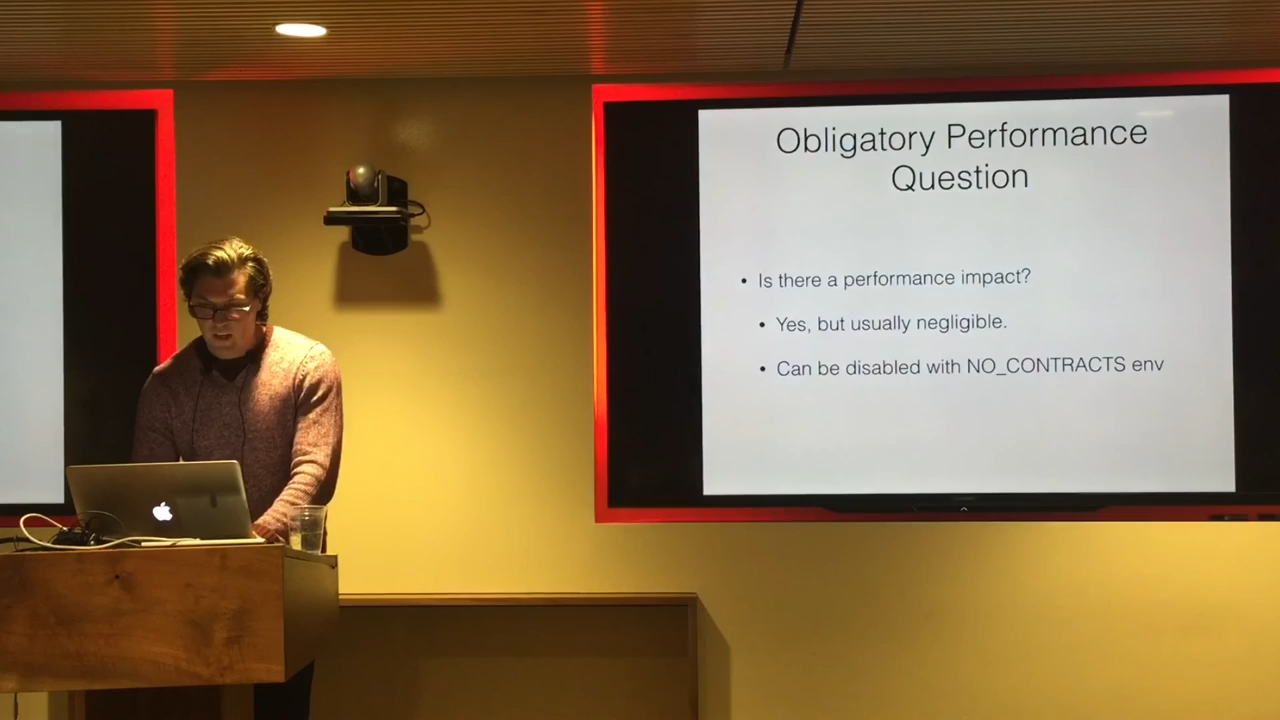 Obligatory Performance
Question
• Is there a performance impact?
• Yes, but usually negligible.
• Can be disabled with NO_CONTRACTS env